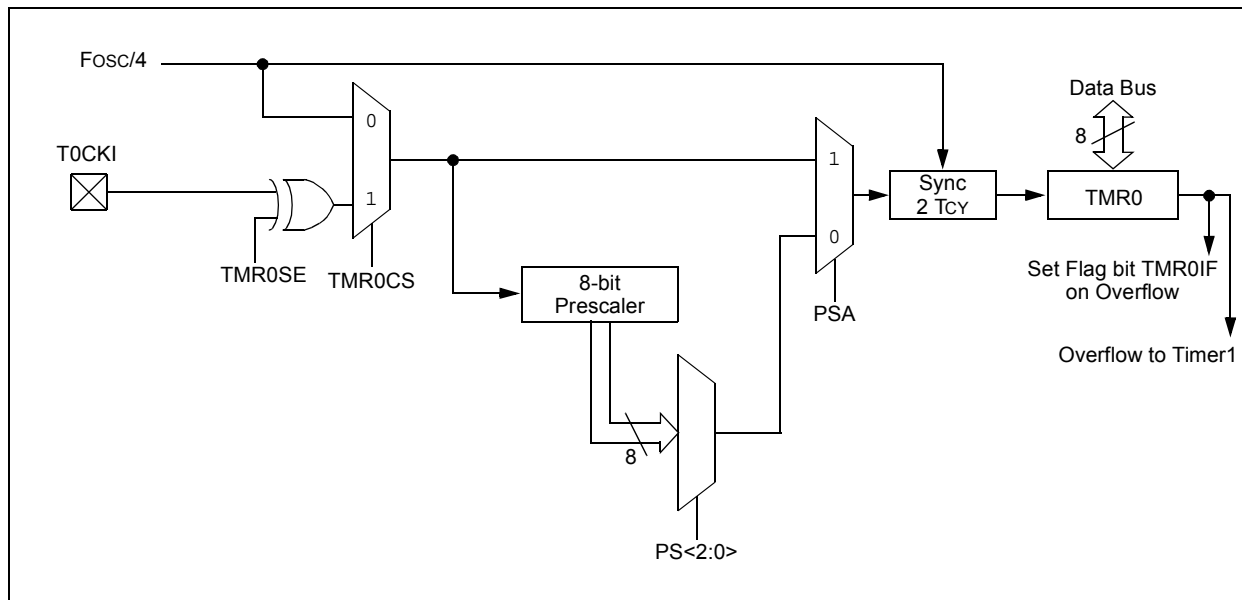 FOSC/4
Data Bus
0
8
T0CKI
1
1
Sync
2 TCY
TMR0
0
TMR0SE
TMR0CS
8-bit
Prescaler
PSA
Set Flag bit TMR0IF
on Overflow
Overflow to Timer1
8
PS<2:0>